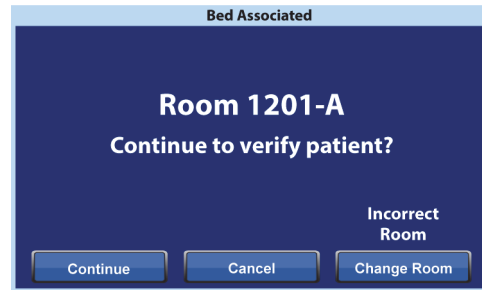 Bed Associated
Room 1201-A
Continue to verify patient?
Incorrect
Room
Continue
Cancel
Change Room